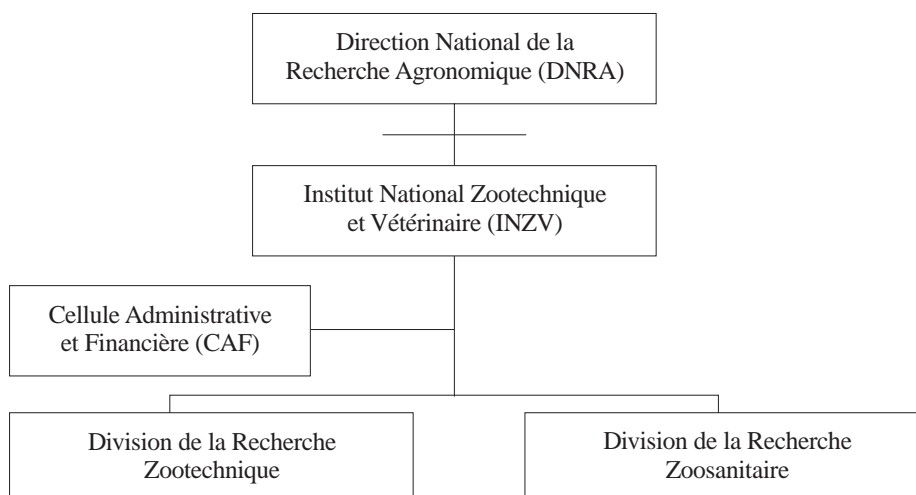 Direction National de la
Recherche Agronomique (DNRA)
Institut National Zootechnique
et Vétérinaire (INZV)
Cellule Administrative
et Financière (CAF)
Division de la Recherche
Zootechnique
Division de la Recherche
Zoosanitaire